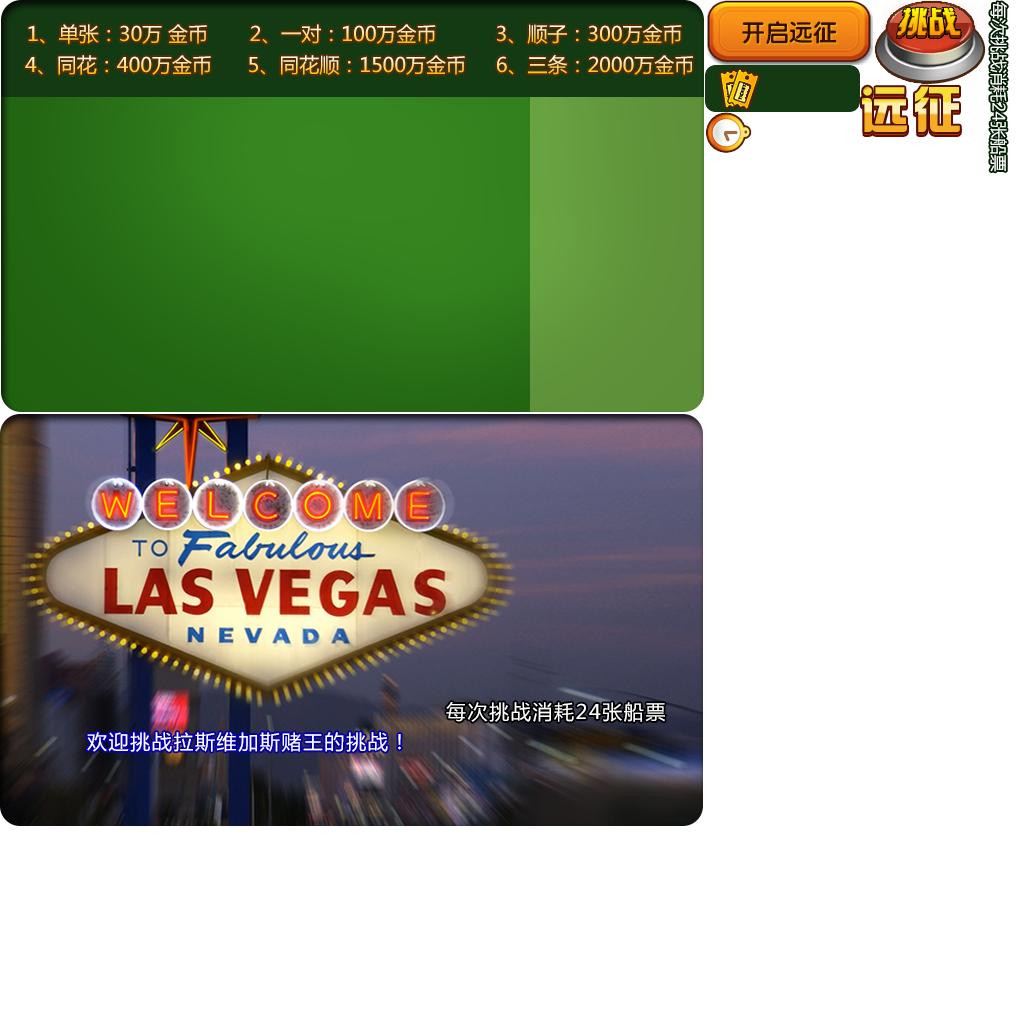 1、单张：30万 金币 2、一对：100万金币 3、顺子：300万金币
4、同花：400万金币 5、同花顺：1500万金币 6、三条：2000万金币
开启远征
挑战
远征
每次挑战消耗24张船票
WELCOME
TO Fabulous
LAS VEGAS
NEVADA
每次挑战消耗24张船票
欢迎挑战拉斯维加斯赌王的挑战！